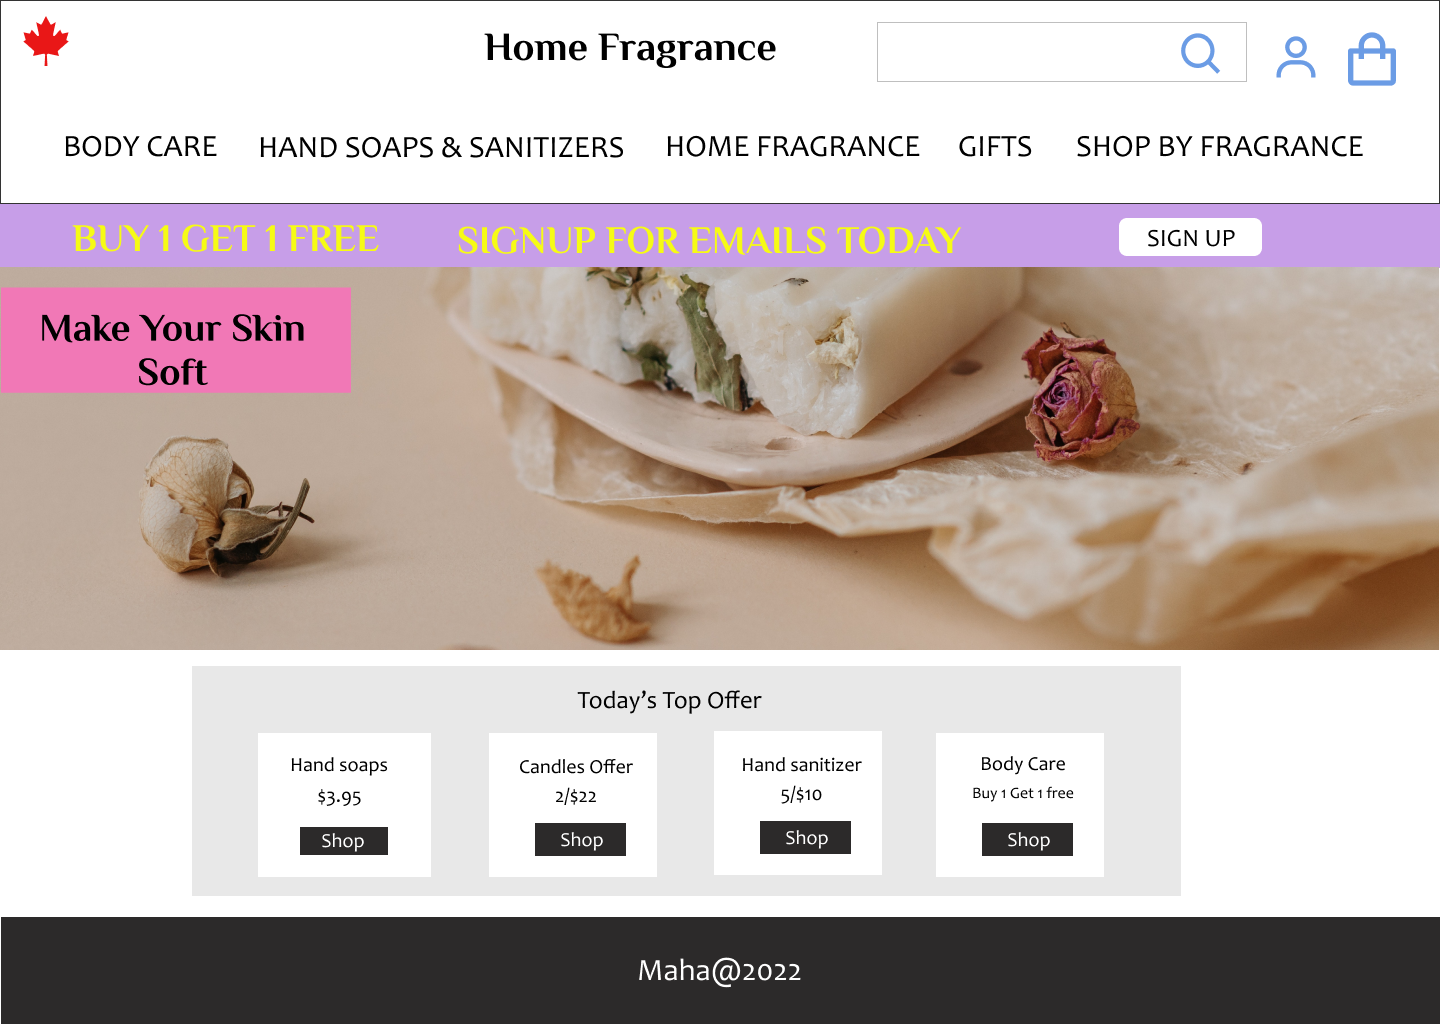 Home Fragrance
BODY CARE HAND SOAPS & SANITIZERS HOME FRAGRANCE GIFTS SHOP BY FRAGRANCE
BUY 1 GET 1 FREE SIGNUP FOR EMAILS TODAY SIGN UP
Make Your Skin
Soft
Today’s Top Offer
Hand soaps
$3.95
Shop
Candles Offer
2/$22
Shop
Hand sanitizer
5/$10
Shop
Body Care
Buy 1 Get 1 free
Shop
Maha@2022